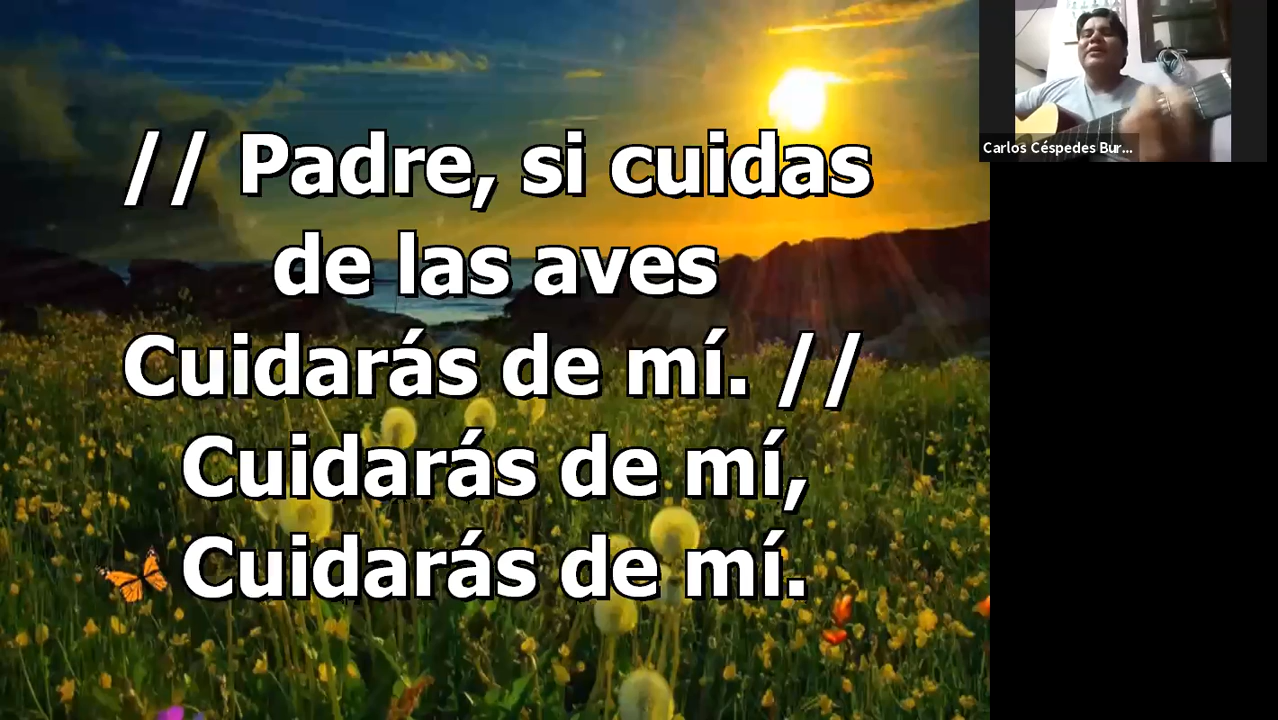 // Padre, si cuidas
de las aves
Cuidarás de mí. //
Cuidarás de mí,
Cuidarás de mí.
Carlos Céspedes Bur...